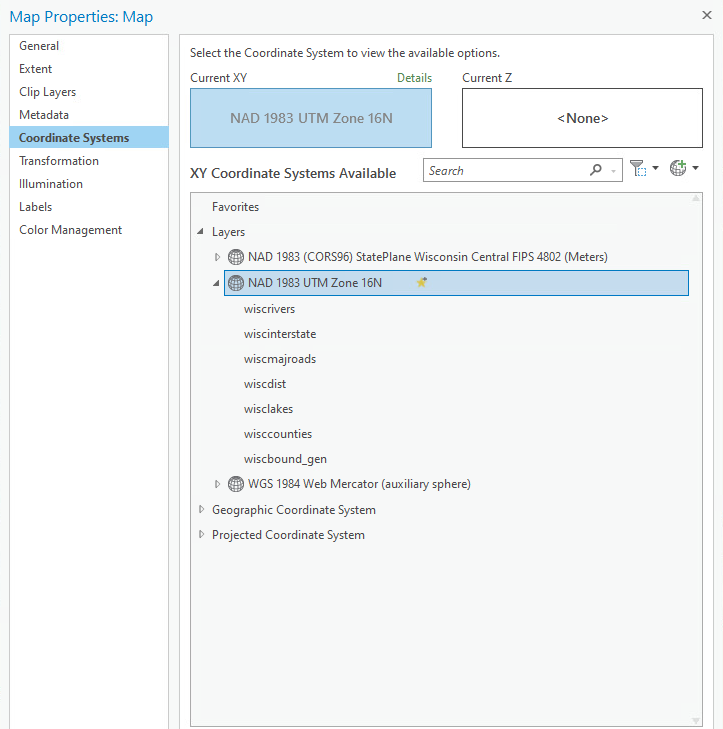 Map Properties: Map
General
Extent
Clip Layers
Metadata
Coordinate Systems
Transformation
Illumination
Labels
Color Management
Select the Coordinate System to view the available options.
Current XY Details Current Z
NAD 1983 UTM Zone 16N <None>
XY Coordinate Systems Available Search
Favorites
Layers
NAD 1983 (CORS96) StatePlane Wisconsin Central FIPS 4802 (Meters)
NAD 1983 UTM Zone 16N
wiscrivers
wiscinterstate
wiscmajroads
wiscdist
wisclakes
wisccounties
wiscbound_gen
WGS 1984 Web Mercator (auxiliary sphere)
Geographic Coordinate System
Projected Coordinate System